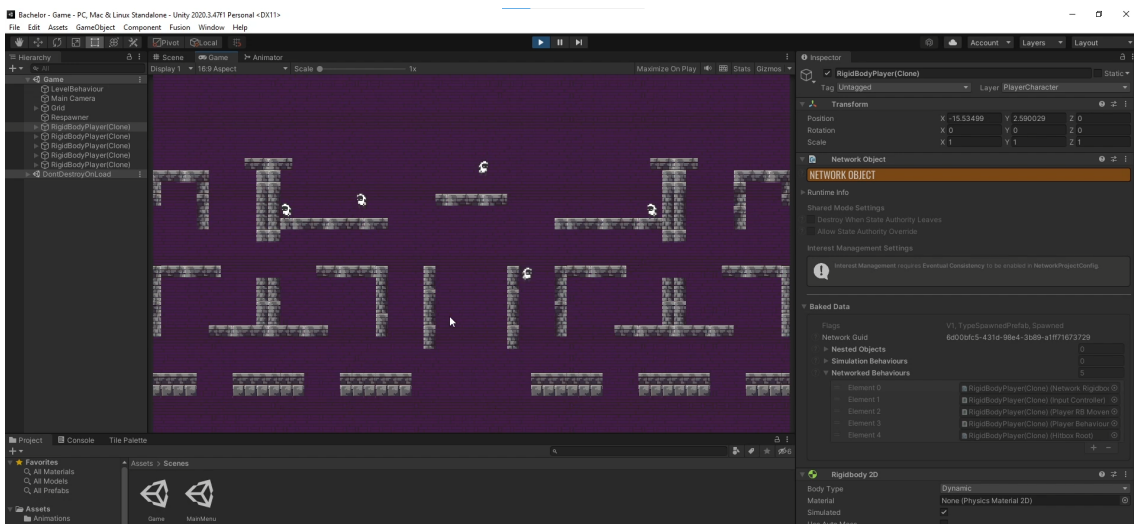 Bachelor - Game - PC, Mac & Linux Standalone - Unity 2020.3.47f1 Personal <DX11>
File Edit Assets GameObject Component Fusion Window Help
Pivot Local
Account Layers Layout
Hierarchy
All
Game
LevelBehaviour
Main Camera
Grid
Respawner
RigidBodyPlayer(Clone)
RigidBodyPlayer(Clone)
RigidBodyPlayer(Clone)
RigidBodyPlayer(Clone)
RigidBodyPlayer(Clone)
DontDestroyOnLoad
Scene Game Animator
Display 1 16:9 Aspect Scale 1x Maximize On Play Stats Gizmos
Project Console Tile Palette
6
Favorites
All Materials
All Models
All Prefabs
Assets
Animations
Assets > Scenes
Game MainMenu
Inspector
RigidBodyPlayer(Clone) Static
Tag Untagged Layer PlayerCharacter
Transform
Position X -15.53499 Y 2.590029 Z 0
Rotation X 0 Y 0 Z 0
Scale X 1 Y 1 Z 1
Network Object
NETWORK OBJECT
Runtime Info
Shared Mode Settings
Destroy When State Authority Leaves
Allow State Authority Override
Interest Management Settings
Interest Management requires Eventual Consistency to be enabled in NetworkProjectConfig.
Baked Data
Flags V1, TypeSpawnedPrefab, Spawned
Network Guid 6d00bfc5-431d-98e4-3b89-a1ff71673729
Nested Objects 0
Simulation Behaviours 0
Networked Behaviours 5
Element 0 RigidBodyPlayer(Clone) (Network Rigidbo
Element 1 RigidBodyPlayer(Clone) (Input Controller)
Element 2 RigidBodyPlayer(Clone) (Player RB Movem
Element 3 RigidBodyPlayer(Clone) (Player Behaviour
Element 4 RigidBodyPlayer(Clone) (Hitbox Root)
Rigidbody 2D
Body Type Dynamic
Material None (Physics Material 2D)
Simulated
Use Auto Mass